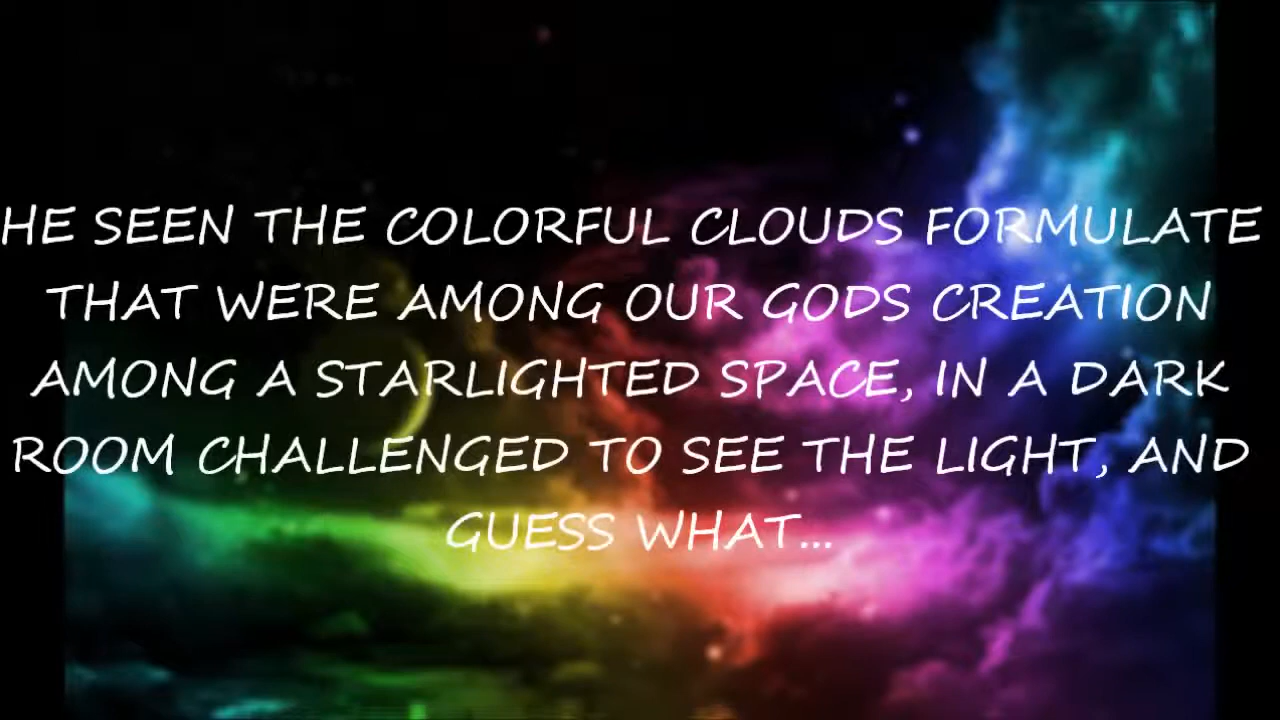 HE SEEN THE COLORFUL CLOUDS FORMULATE
THAT WERE AMONG OUR GODS CREATION
AMONG A STARLIGHTED SPACE, IN A DARK
ROOM CHALLENGED TO SEE THE LIGHT, AND
GUESS WHAT...